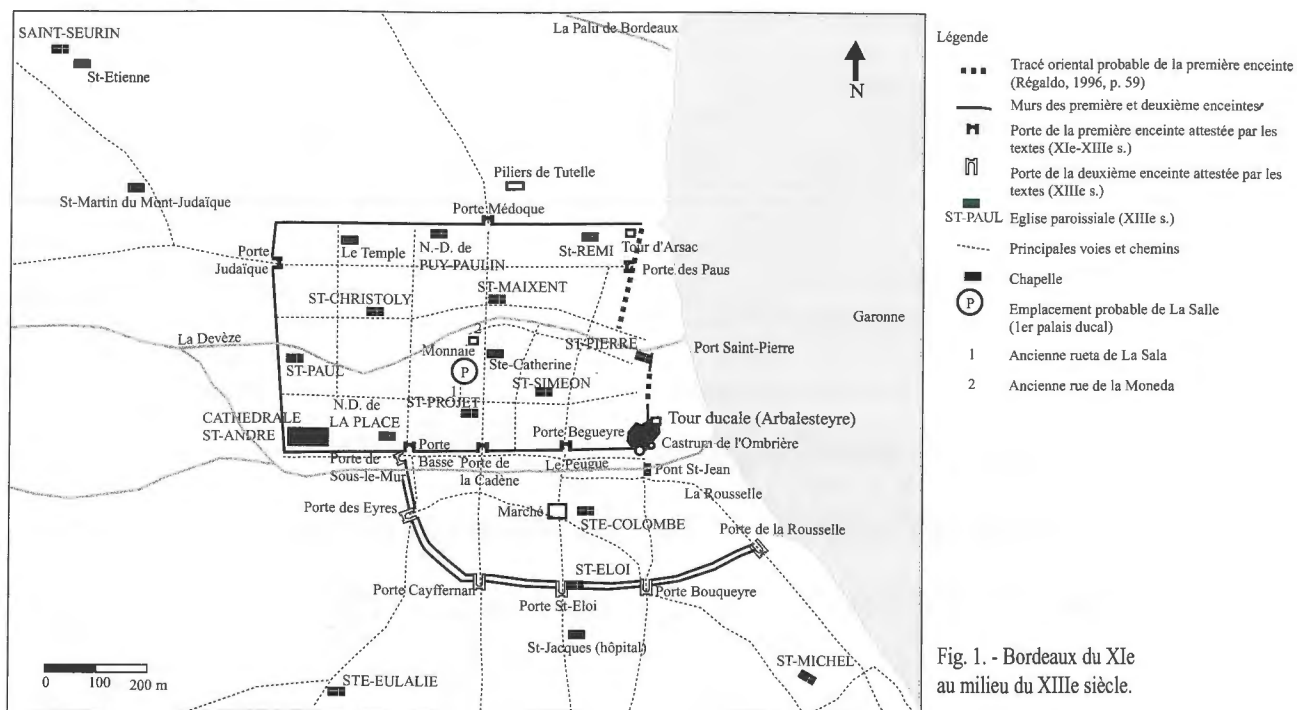 La Palu de Bordeaux
SAINT-SEURIN
St-Etienne
N
Piliers de Tutelle
St-Martin du Mont-Judaïque
Porte Médoque
Porte
Judaïque
Le Temple
N.-D. de
PUY-PAULIN
St-REMI
Tour d'Arsac
Porte des Paus
ST-CHRISTOLY
ST-MAIXENT
Garonne
La Devèze
2
Monnaie
ST-PIERRE
Port Saint-Pierre
ST-PAUL
Ste-Catherine
P
ST-SIMEON
1
ST-PROJET
N.D. de
LA PLACE
CATHEDRALE
ST-ANDRE
Tour ducale (Arbalesteyre)
Porte Begueyre
Castrum de l'Ombrière
Porte de
Sous-le-Mur
Porte
Basse
Porte de
la Cadène
Le Peugue
Pont St-Jean
La Rousselle
Porte des Eyres
Marché
STE-COLOMBE
Porte de la Rousselle
ST-ELOI
Porte Cayffernan
Porte St-Eloi
Porte Bouqueyre
St-Jacques (hôpital)
ST-MICHEL
STE-EULALIE
0 100 200 m
Légende
Tracé oriental probable de la première enceinte
(Régaldo, 1996, p. 59)
Murs des première et deuxième enceintes
Porte de la première enceinte attestée par les
textes (XIe-XIIIe s.)
Porte de la deuxième enceinte attestée par les
textes (XIIIe s.)
ST-PAUL Eglise paroissiale (XIIIe s.)
Principales voies et chemins
Chapelle
P Emplacement probable de La Salle
(1er palais ducal)
1 Ancienne rueta de La Sala
2 Ancienne rue de la Moneda
Fig. 1. - Bordeaux du XIe
au milieu du XIIIe siècle.